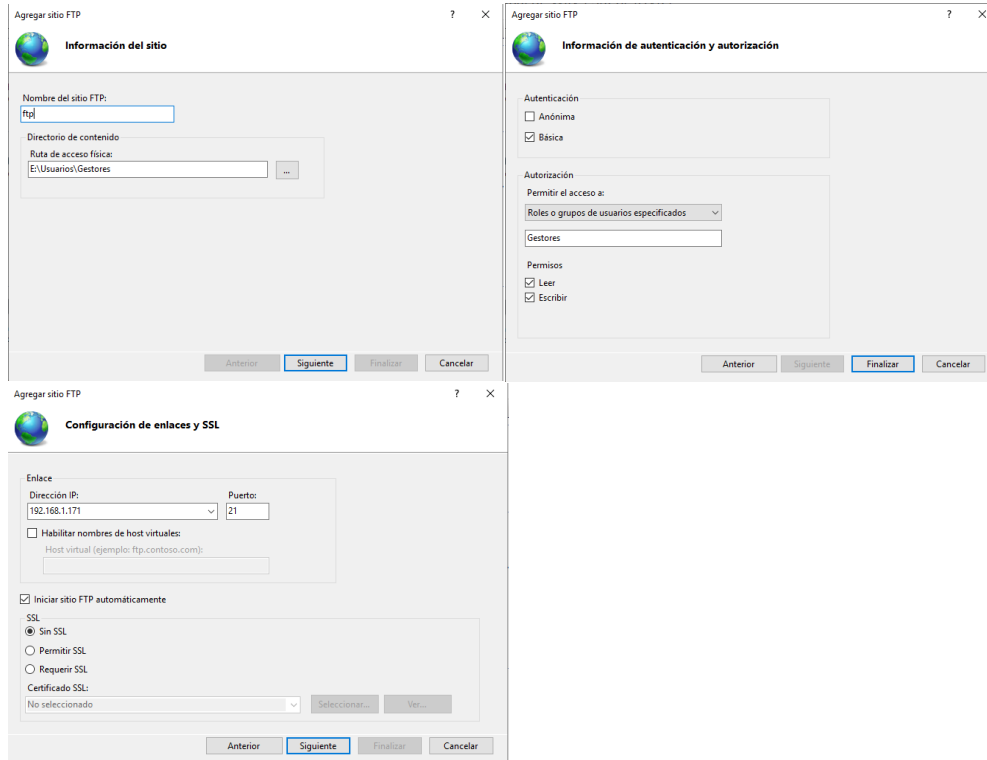 Agregar sitio FTP
?
Información del sitio
Nombre del sitio FTP:
ftp
Directorio de contenido
Ruta de acceso física:
E:\Usuarios\Gestores
...
Anterior Siguiente Finalizar Cancelar
Agregar sitio FTP
?
Información de autenticación y autorización
Autenticación
Anónima
Básica
Autorización
Permitir el acceso a:
Roles o grupos de usuarios especificados
Gestores
Permisos
Leer
Escribir
Anterior Siguiente Finalizar Cancelar
Agregar sitio FTP
?
Configuración de enlaces y SSL
Enlace
Dirección IP: Puerto:
192.168.1.171 21
Habilitar nombres de host virtuales:
Host virtual (ejemplo: ftp.contoso.com):
Iniciar sitio FTP automáticamente
SSL
Sin SSL
Permitir SSL
Requerir SSL
Certificado SSL:
No seleccionado Seleccionar... Ver...
Anterior Siguiente Finalizar Cancelar